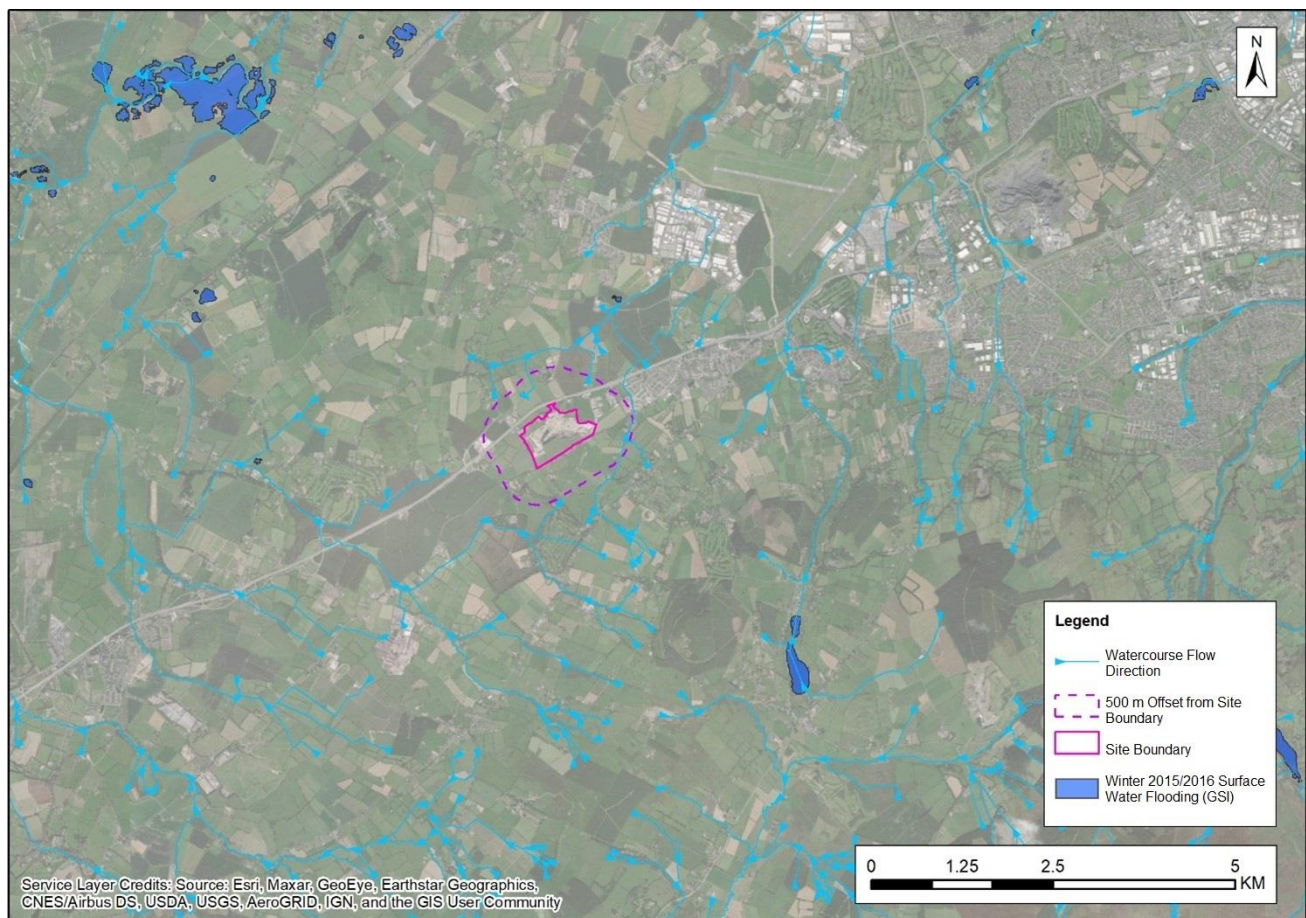 N
Legend
Watercourse Flow
Direction
500 m Offset from Site
Boundary
Site Boundary
Winter 2015/2016 Surface
Water Flooding (GSI)
0 1.25 2.5 5
KM
Service Layer Credits: Source: Esri, Maxar, GeoEye, Earthstar Geographics,
CNES/Airbus DS, USDA, USGS, AeroGRID, IGN, and the GIS User Community